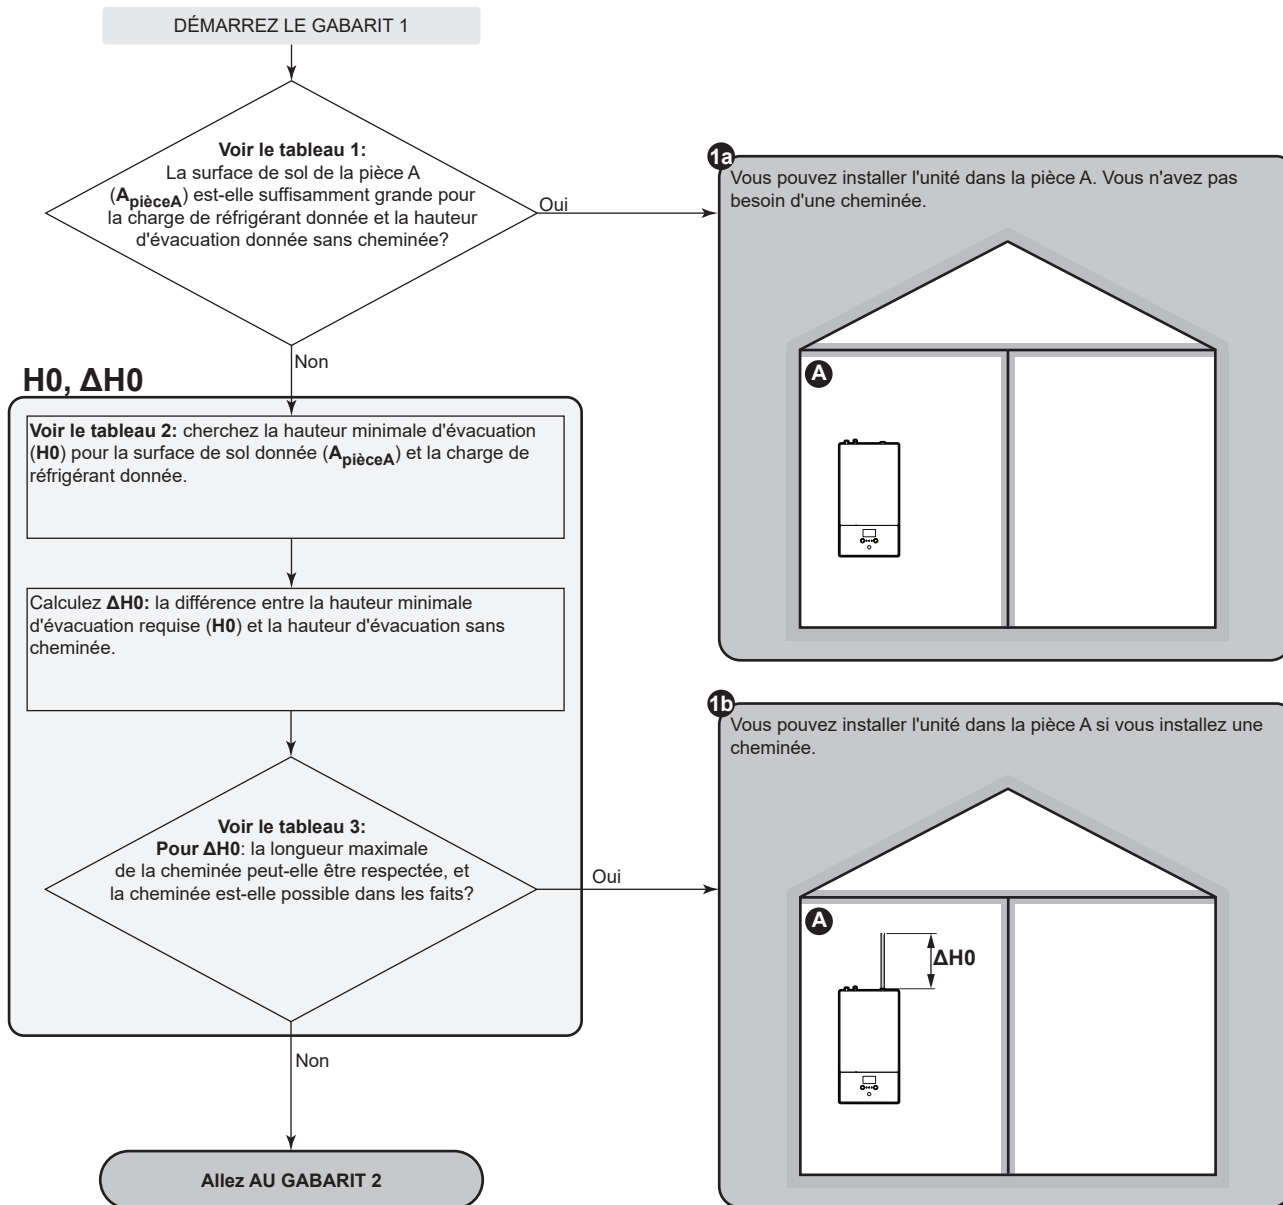 DÉMARREZ LE GABARIT 1
Voir le tableau 1:
La surface de sol de la pièce A
(ApièceA) est-elle suffisamment grande pour
la charge de réfrigérant donnée et la hauteur
d'évacuation donnée sans cheminée?
Oui
1a
Vous pouvez installer l'unité dans la pièce A. Vous n'avez pas
besoin d'une cheminée.
A
Non
H0, ΔH0
Voir le tableau 2: cherchez la hauteur minimale d'évacuation
(H0) pour la surface de sol donnée (ApièceA) et la charge de
réfrigérant donnée.
Calculez ΔH0: la différence entre la hauteur minimale
d'évacuation requise (H0) et la hauteur d'évacuation sans
cheminée.
Voir le tableau 3:
Pour ΔH0: la longueur maximale
de la cheminée peut-elle être respectée, et
la cheminée est-elle possible dans les faits?
Oui
1b
Vous pouvez installer l'unité dans la pièce A si vous installez une
cheminée.
A
ΔH0
Non
Allez AU GABARIT 2